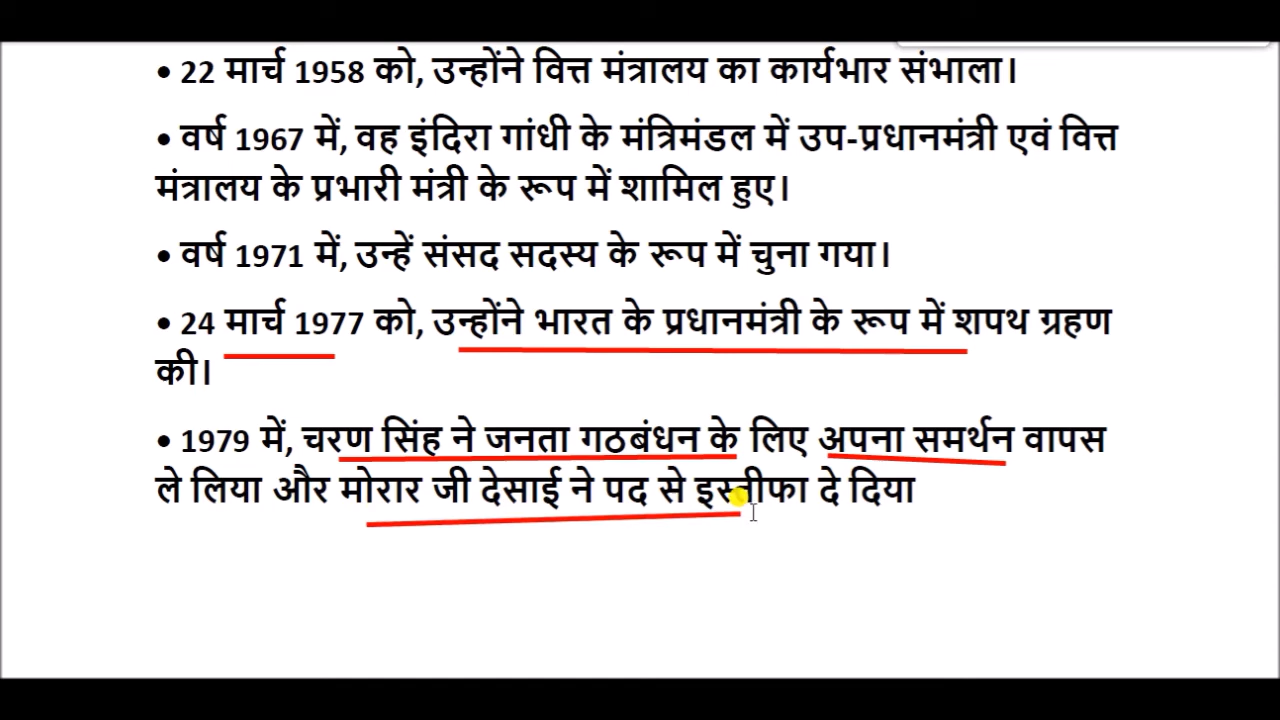 • 22 मार्च 1958 को, उन्होंने वित्त मंत्रालय का कार्यभार संभाला।
• वर्ष 1967 में, वह इंदिरा गांधी के मंत्रिमंडल में उप-प्रधानमंत्री एवं वित्त
मंत्रालय के प्रभारी मंत्री के रूप में शामिल हुए।
• वर्ष 1971 में, उन्हें संसद सदस्य के रूप में चुना गया।
• 24 मार्च 1977 को, उन्होंने भारत के प्रधानमंत्री के रूप में शपथ ग्रहण
की।
• 1979 में, चरण सिंह ने जनता गठबंधन के लिए अपना समर्थन वापस
ले लिया और मोरार जी देसाई ने पद से इस्तीफा दे दिया